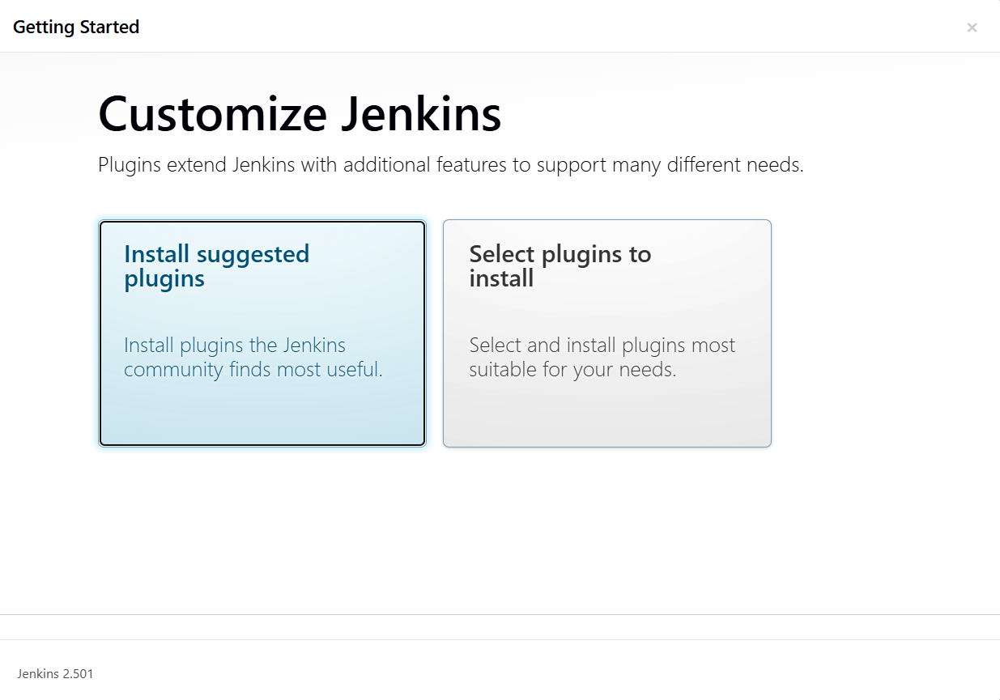 Getting Started
×
Customize Jenkins
Plugins extend Jenkins with additional features to support many different needs.
Install suggested
plugins
Install plugins the Jenkins
community finds most useful.
Select plugins to
install
Select and install plugins most
suitable for your needs.
Jenkins 2.501